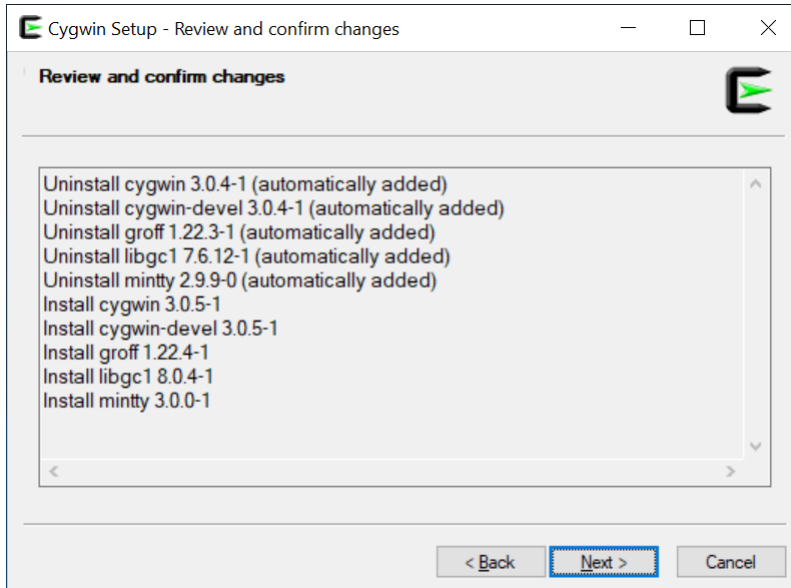 Cygwin Setup - Review and confirm changes
Review and confirm changes
Uninstall cygwin 3.0.4-1 (automatically added)
Uninstall cygwin-devel 3.0.4-1 (automatically added)
Uninstall groff 1.22.3-1 (automatically added)
Uninstall libgc1 7.6.12-1 (automatically added)
Uninstall mintty 2.9.9-0 (automatically added)
Install cygwin 3.0.5-1
Install cygwin-devel 3.0.5-1
Install groff 1.22.4-1
Install libgc1 8.0.4-1
Install mintty 3.0.0-1
< Back Next > Cancel